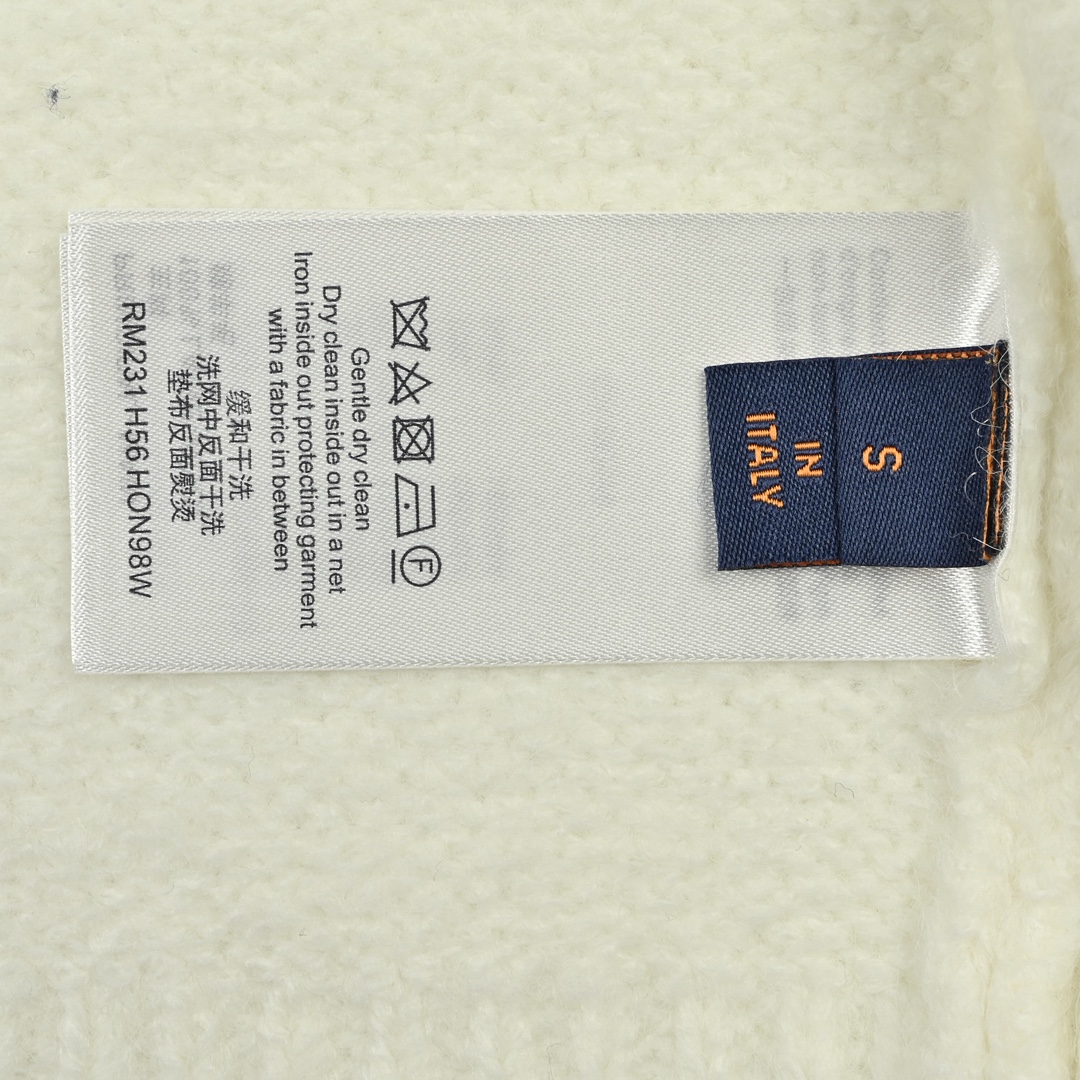 Gentle dry clean
Dry clean inside out in a net
Iron inside out protecting garment
with a fabric in between
缓和干洗
洗网中反面干洗
垫布反面熨烫
RM231 H56 HON98W
S
IN
ITALY
F